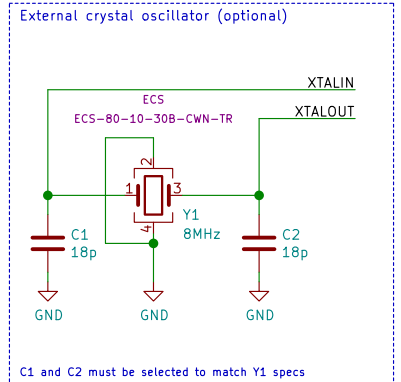 External crystal oscillator (optional)
XTALIN
ECS
XTALOUT
ECS-80-10-30B-CWN-TR
2
1
3
4
Y1
8MHz
C1
18p
C2
18p
GND
GND
GND
C1 and C2 must be selected to match Y1 specs